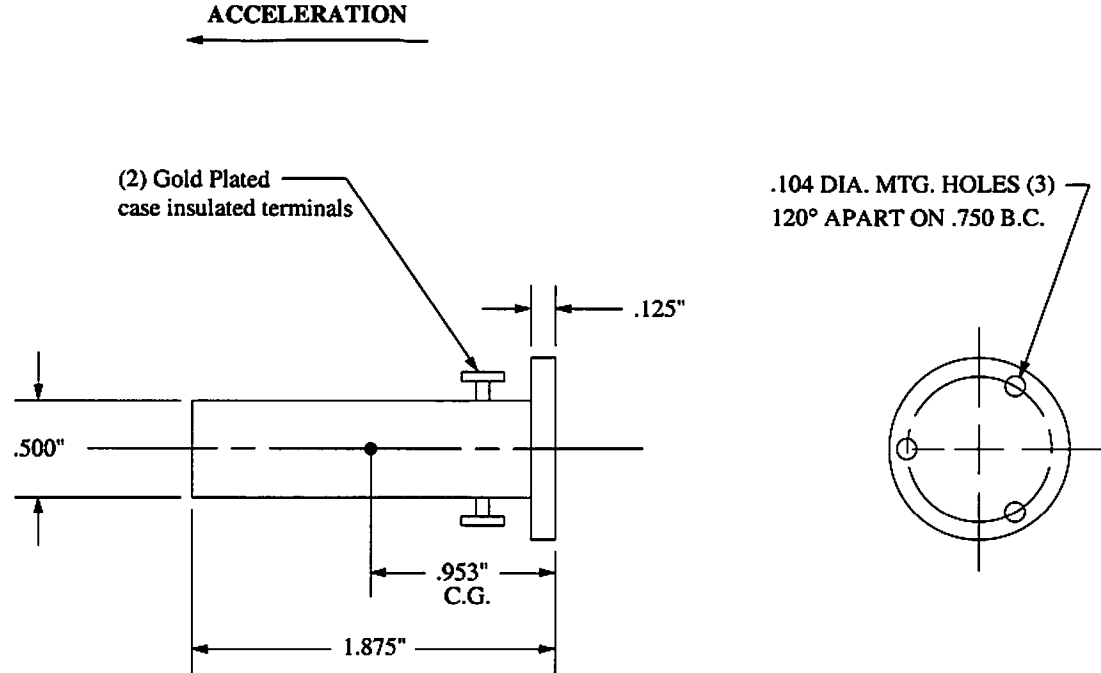 ACCELERATION
(2) Gold Plated
case insulated terminals
.104 DIA. MTG. HOLES (3)
120° APART ON .750 B.C.
.125"
.500"
.953"
C.G.
1.875"